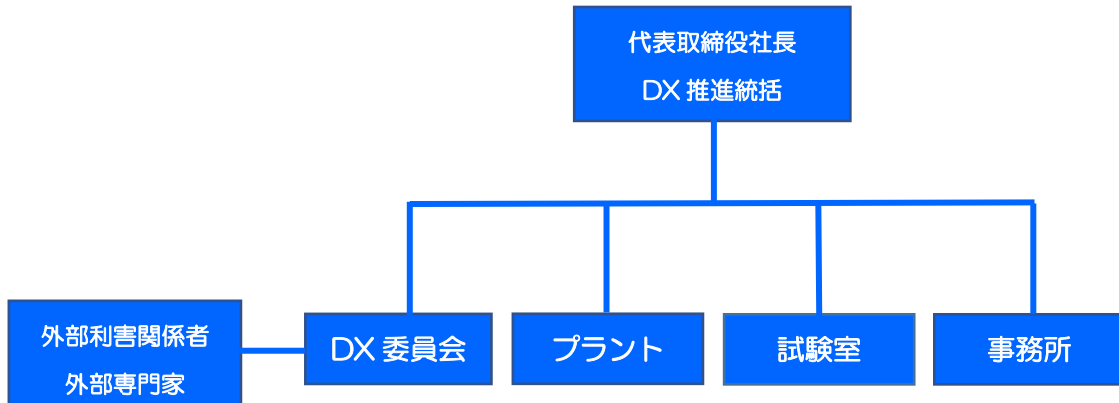 代表取締役社長
DX 推進統括
外部利害関係者
外部専門家
DX 委員会
プラント
試験室
事務所